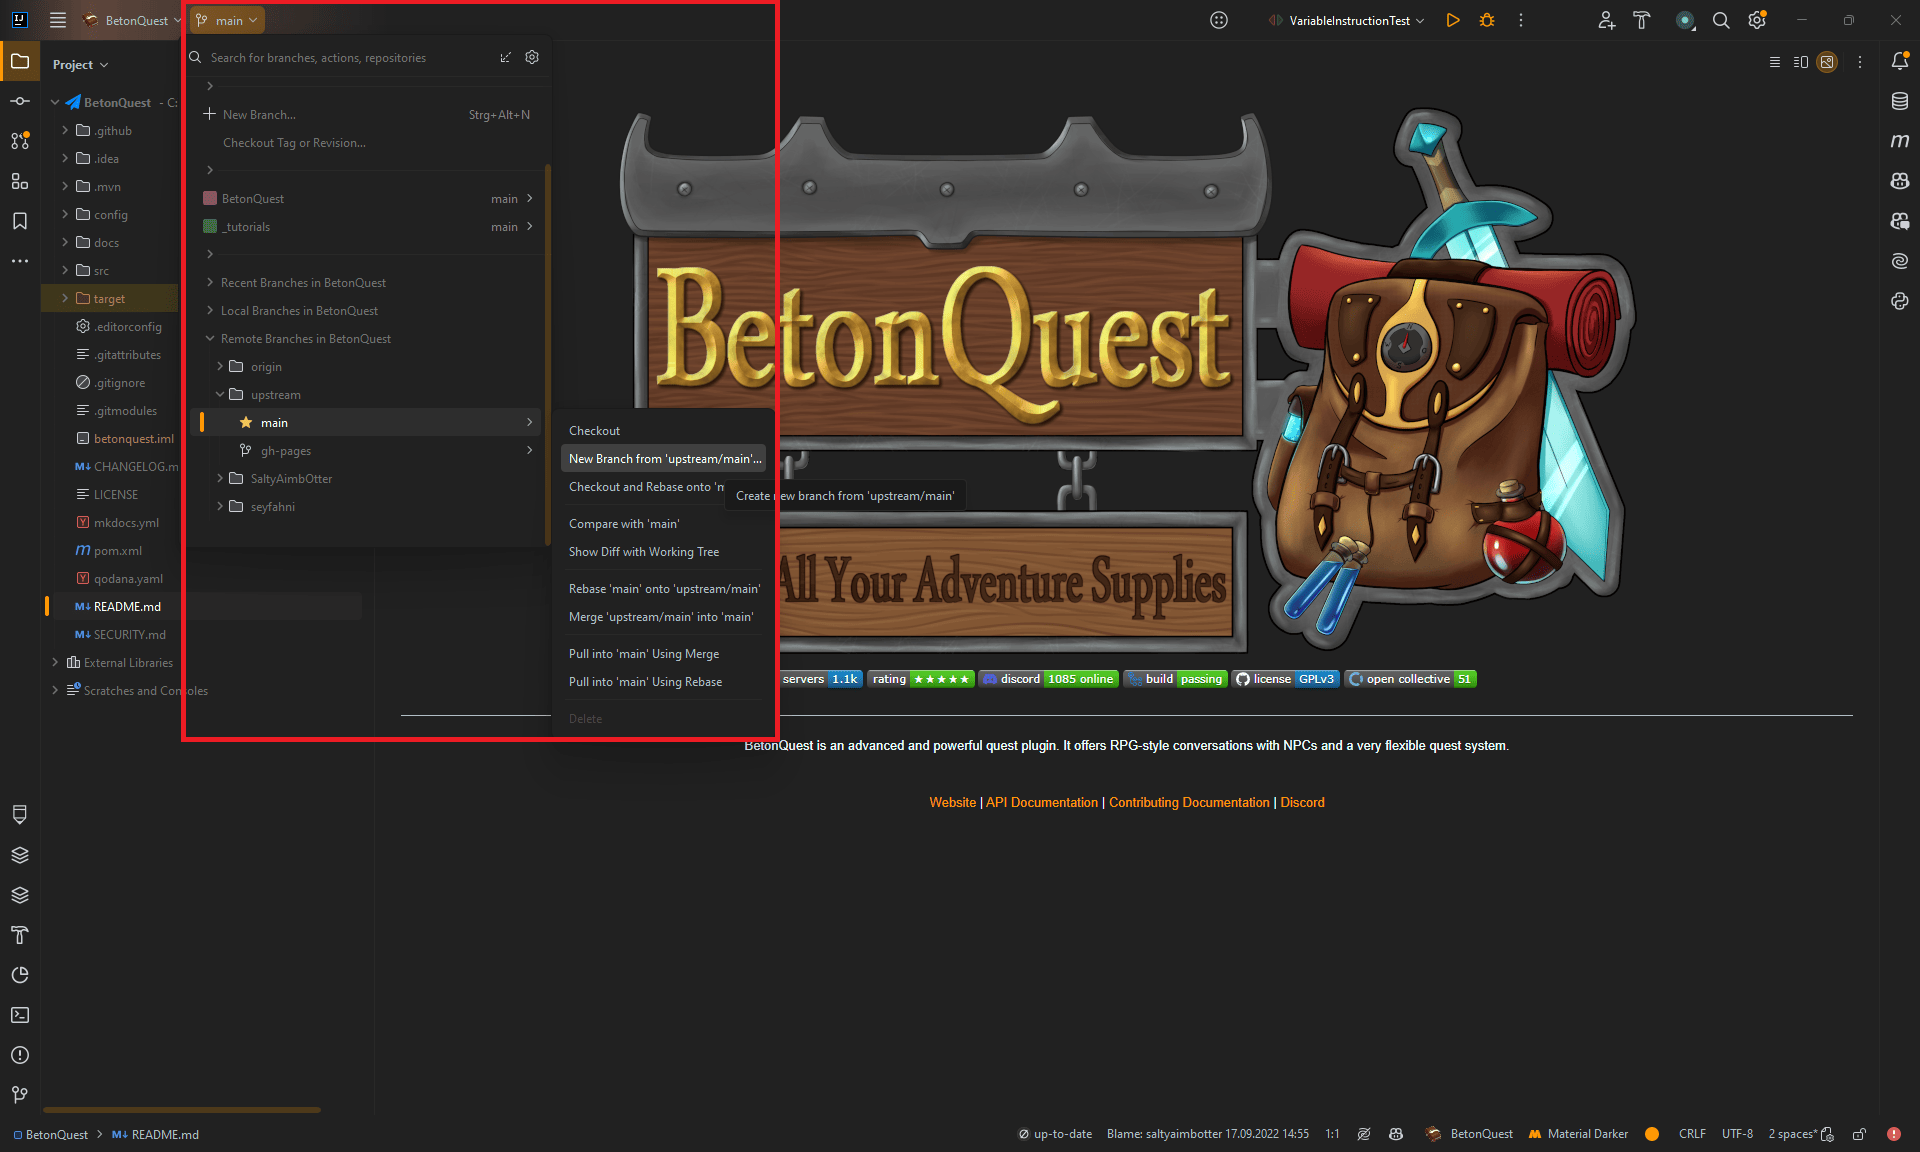 IJ
BetonQuest
main
VariableInstructionTest
Project
Search for branches, actions, repositories
BetonQuest - C:
.github
.idea
.mvn
config
docs
src
target
.editorconfig
.gitattributes
.gitignore
.gitmodules
betonquest.iml
M↓ CHANGELOG.m
LICENSE
Y mkdocs.yml
m pom.xml
Y qodana.yaml
M↓ README.md
M↓ SECURITY.md
External Libraries
Scratches and Consoles
New Branch... Strg+Alt+N
Checkout Tag or Revision...
BetonQuest main
_tutorials main
Recent Branches in BetonQuest
Local Branches in BetonQuest
Remote Branches in BetonQuest
origin
upstream
main
gh-pages
SaltyAimbOtter
seyfahni
Checkout
New Branch from 'upstream/main'...
Checkout and Rebase onto 'm
Create new branch from 'upstream/main'
Compare with 'main'
Show Diff with Working Tree
Rebase 'main' onto 'upstream/main'
Merge 'upstream/main' into 'main'
Pull into 'main' Using Merge
Pull into 'main' Using Rebase
Delete
BetonQuest
All Your Adventure Supplies
servers 1.1k rating ★★★★★ discord 1085 online build passing license GPLv3 open collective 51
BetonQuest is an advanced and powerful quest plugin. It offers RPG-style conversations with NPCs and a very flexible quest system.
Website | API Documentation | Contributing Documentation | Discord
m
BetonQuest > M↓ README.md
up-to-date Blame: saltyaimbotter 17.09.2022 14:55 1:1 BetonQuest Material Darker CRLF UTF-8 2 spaces*